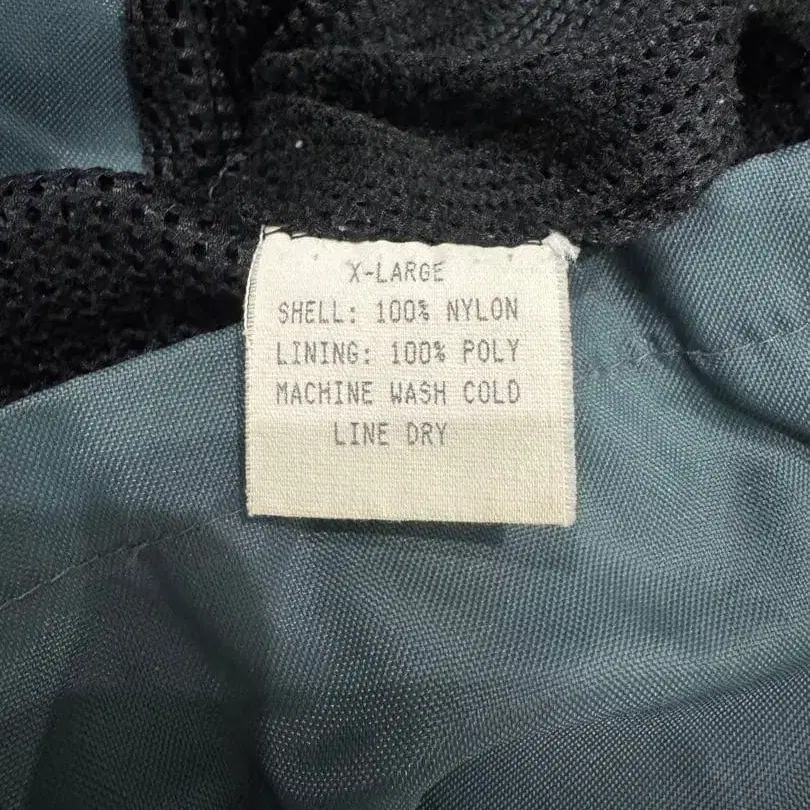 X-LARGE
SHELL: 100% NYLON
LINING: 100% POLY
MACHINE WASH COLD
LINE DRY